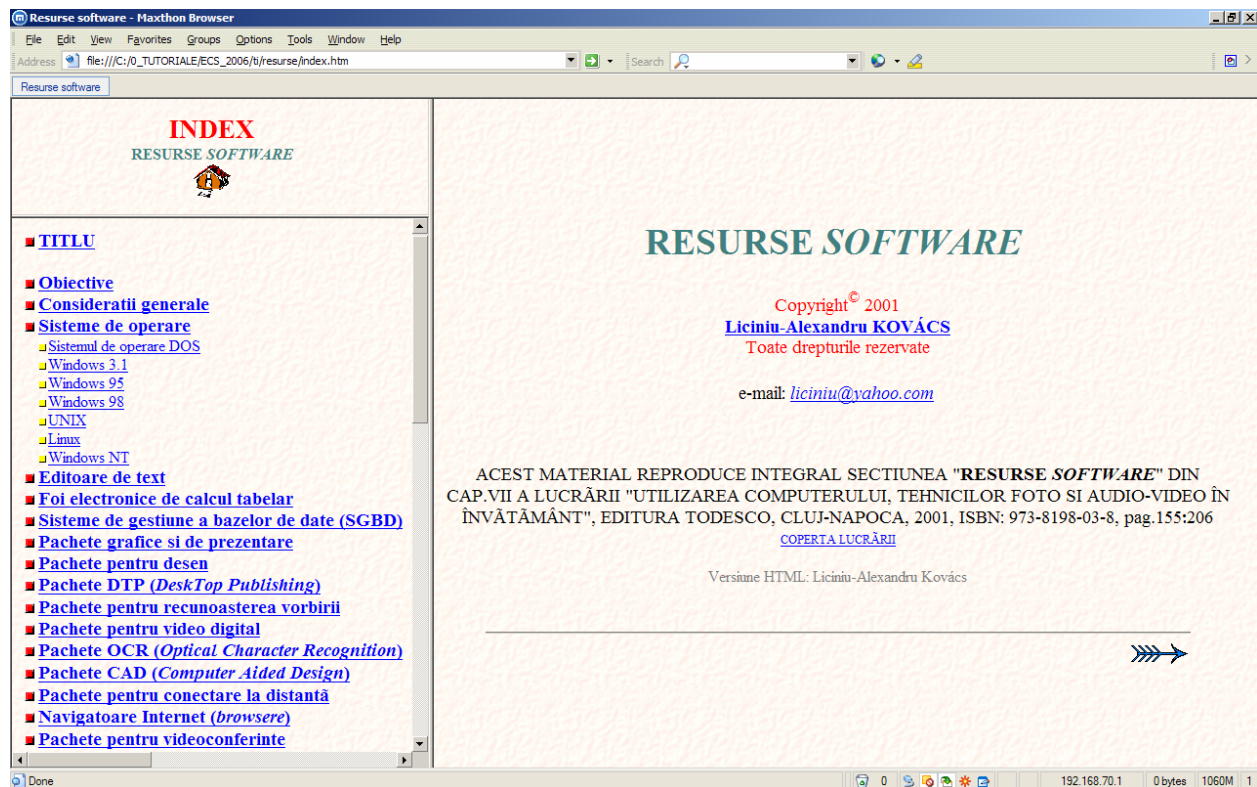 Resurse software - Maxthon Browser
File Edit View Favorites Groups Options Tools Window Help
Address file:///C:/0_TUTORIALE/ECS_2006/ti/resurse/index.htm Search
Resurse software
INDEX
RESURSE SOFTWARE
TITLU
Obiective
Consideratii generale
Sisteme de operare
Sistemul de operare DOS
Windows 3.1
Windows 95
Windows 98
UNIX
Linux
Windows NT
Editoare de text
Foi electronice de calcul tabelar
Sisteme de gestiune a bazelor de date (SGBD)
Pachete grafice si de prezentare
Pachete pentru desen
Pachete DTP (DeskTop Publishing)
Pachete pentru recunoasterea vorbirii
Pachete pentru video digital
Pachete OCR (Optical Character Recognition)
Pachete CAD (Computer Aided Design)
Pachete pentru conectare la distantã
Navigatoare Internet (browsere)
Pachete pentru videoconferinte
RESURSE SOFTWARE
Copyright© 2001
Liciniu-Alexandru KOVÁCS
Toate drepturile rezervate
e-mail: liciniu@yahoo.com
ACEST MATERIAL REPRODUCE INTEGRAL SECTIUNEA "RESURSE SOFTWARE" DIN
CAP.VII A LUCRÃRII "UTILIZAREA COMPUTERULUI, TEHNICILOR FOTO SI AUDIO-VIDEO ÎN
ÎNVÃTÃMÂNT", EDITURA TODESCO, CLUJ-NAPOCA, 2001, ISBN: 973-8198-03-8, pag.155:206
COPERTA LUCRÃRII
Versiune HTML: Liciniu-Alexandru Kovács
Done 0 192.168.70.1 0 bytes 1060M 1